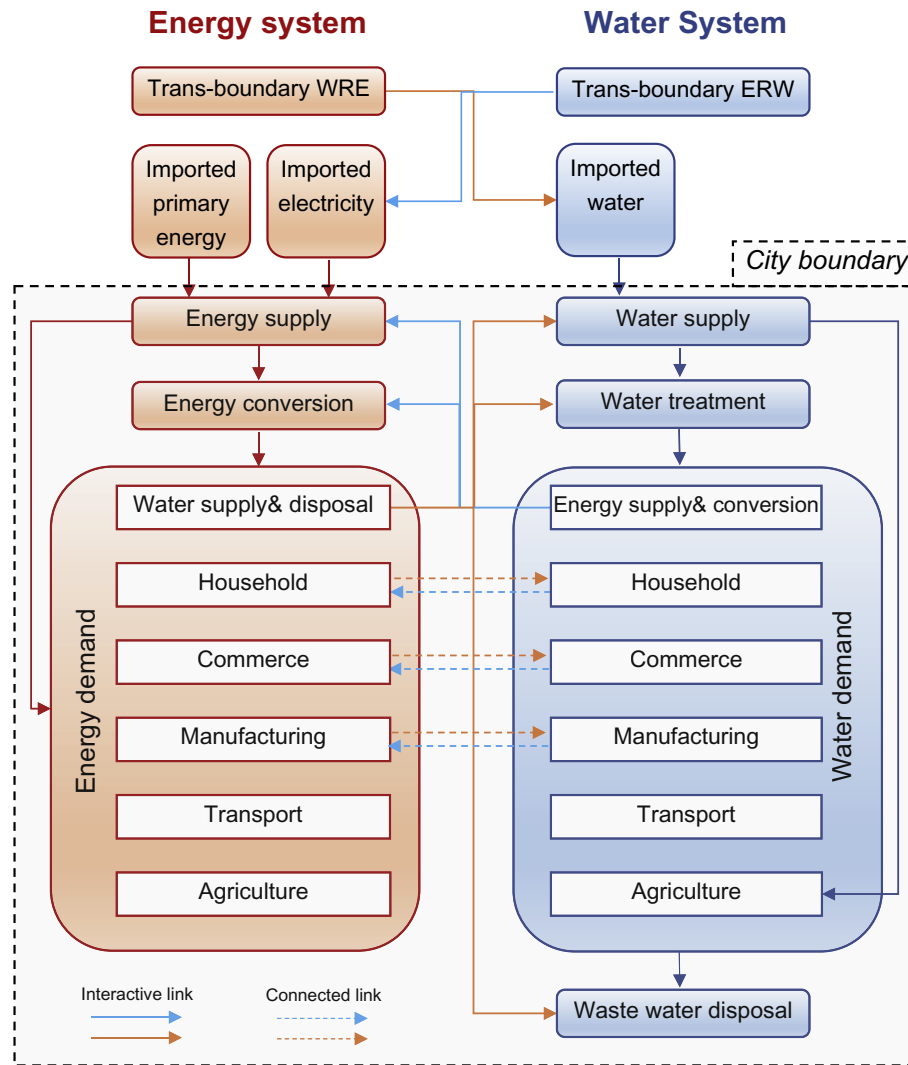 Energy system
Water System
Trans-boundary WRE
Trans-boundary ERW
Imported
primary
energy
Imported
electricity
Imported
water
City boundary
Energy supply
Water supply
Energy conversion
Water treatment
Energy demand
Water supply& disposal
Household
Commerce
Manufacturing
Transport
Agriculture
Energy supply& conversion
Household
Commerce
Manufacturing
Transport
Agriculture
Water demand
Interactive link
Connected link
Waste water disposal